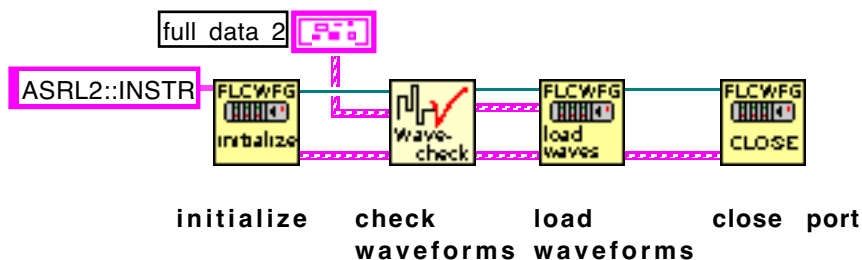 full data 2
ASRL2::INSTR
FLCWFG
initialize
Wave-
check
FLCWFG
load
waves
FLCWFG
CLOSE
initialize check load close port
waveforms waveforms